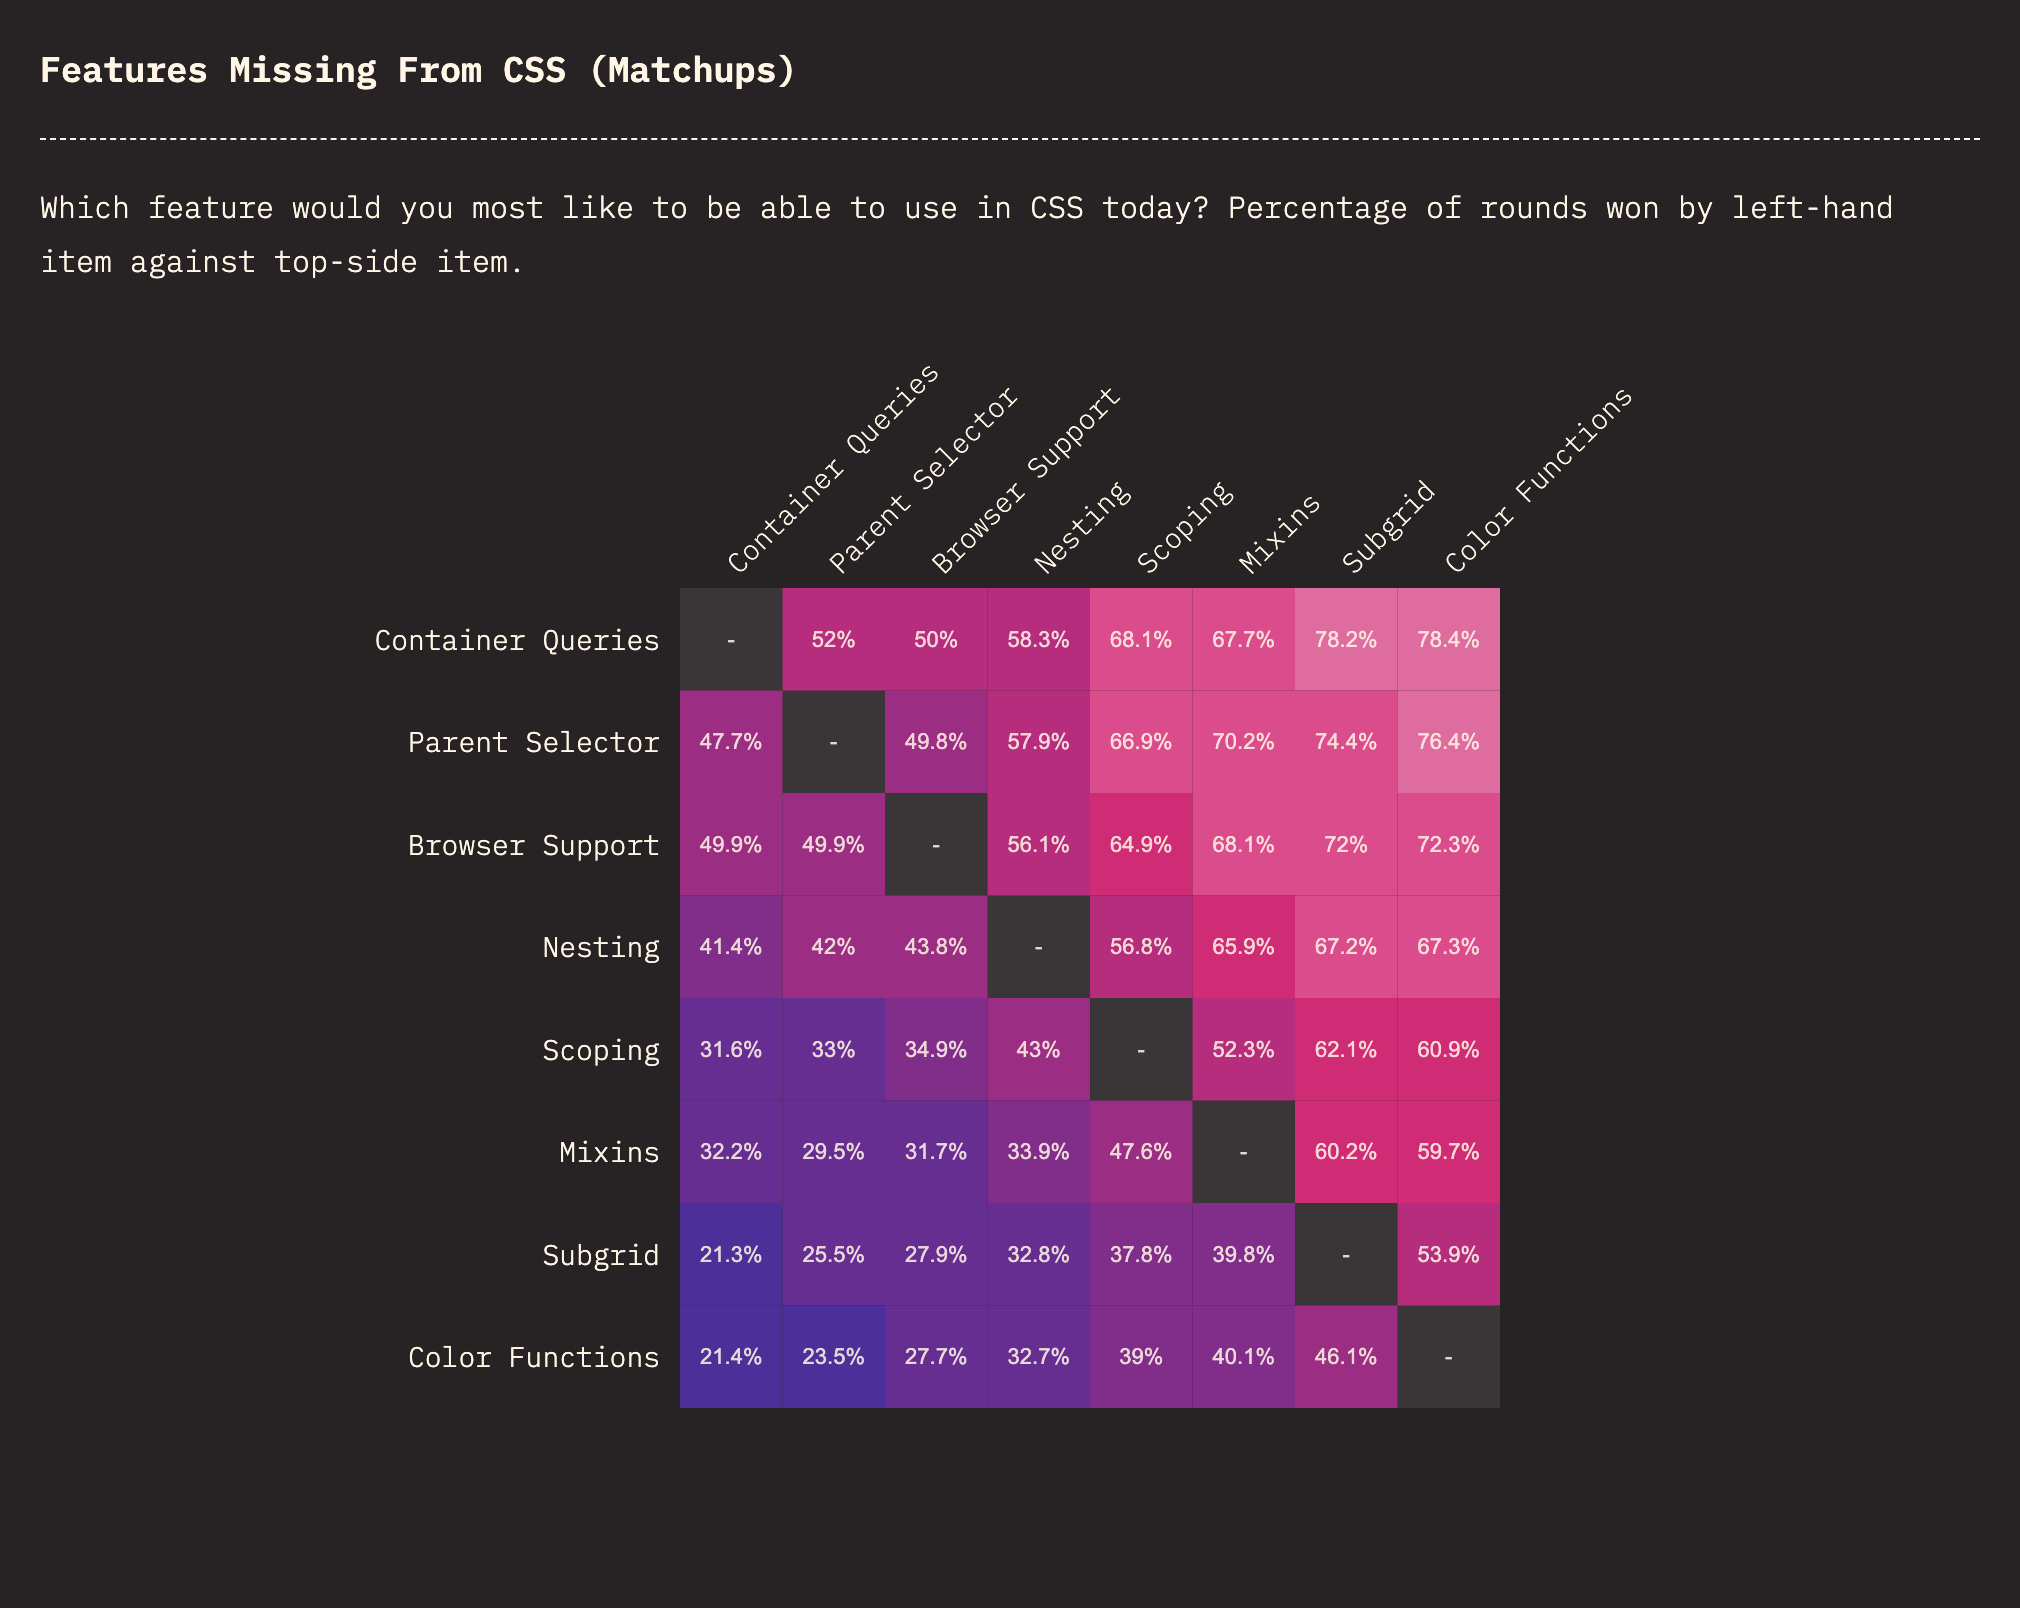 Features Missing From CSS (Matchups)
Which feature would you most like to be able to use in CSS today? Percentage of rounds won by left-hand
item against top-side item.
Container Queries Parent Selector Browser Support Nesting Scoping Mixins Subgrid Color Functions
Container Queries - 52% 50% 58.3% 68.1% 67.7% 78.2% 78.4%
Parent Selector 47.7% - 49.8% 57.9% 66.9% 70.2% 74.4% 76.4%
Browser Support 49.9% 49.9% - 56.1% 64.9% 68.1% 72% 72.3%
Nesting 41.4% 42% 43.8% - 56.8% 65.9% 67.2% 67.3%
Scoping 31.6% 33% 34.9% 43% - 52.3% 62.1% 60.9%
Mixins 32.2% 29.5% 31.7% 33.9% 47.6% - 60.2% 59.7%
Subgrid 21.3% 25.5% 27.9% 32.8% 37.8% 39.8% - 53.9%
Color Functions 21.4% 23.5% 27.7% 32.7% 39% 40.1% 46.1% -